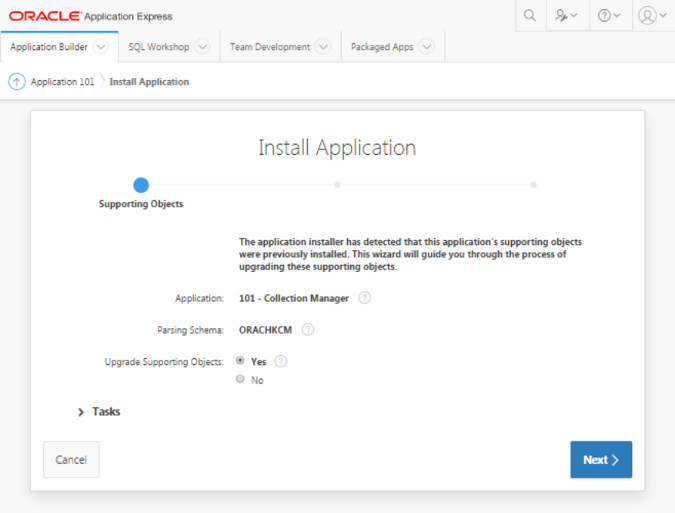 ORACLE Application Express
Application Builder SQL Workshop Team Development Packaged Apps
Application 101 Install Application
Install Application
Supporting Objects
The application installer has detected that this application's supporting objects
were previously installed. This wizard will guide you through the process of
upgrading these supporting objects.
Application: 101 - Collection Manager ?
Parsing Schema: ORACHKCM ?
Upgrade Supporting Objects: Yes ?
No
Tasks
Cancel Next